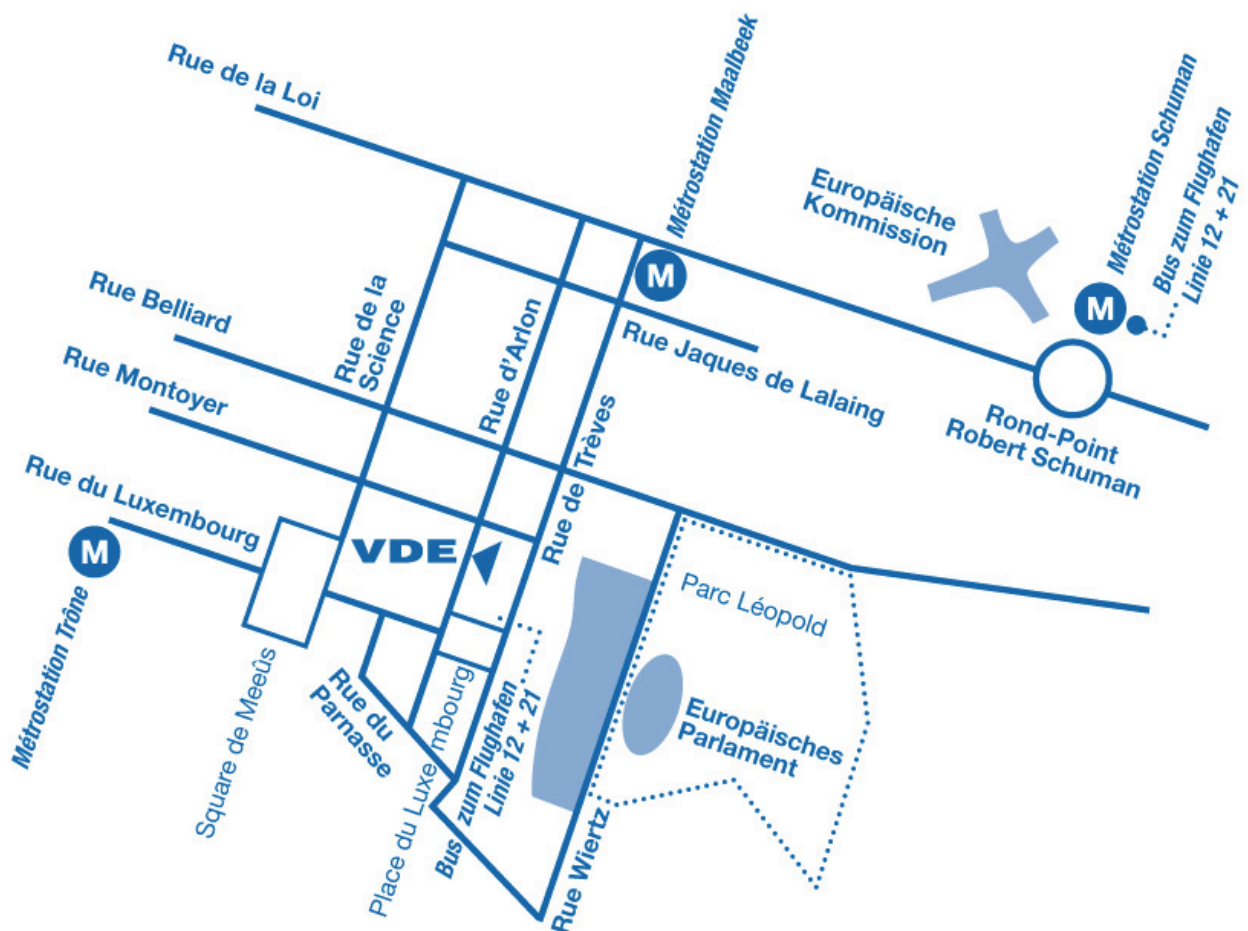 Rue de la Loi
Métrostation Maalbeek
Métrostation Schuman
Bus zum Flughafen
Linie 12 + 21
Europäische
Kommission
M
M
Rue Belliard
Rue de la
Science
Rue d'Arlon
Rue Jaques de Lalaing
Rue Montoyer
Rue de Trèves
Rond-Point
Robert Schuman
Rue du Luxembourg
M
Métrostation Trône
VDE
Parc Léopold
Square de Meeûs
Rue du
Parnasse
Place du Luxembourg
Bus zum Flughafen
Linie 12 + 21
Europäisches
Parlament
Rue Wiertz